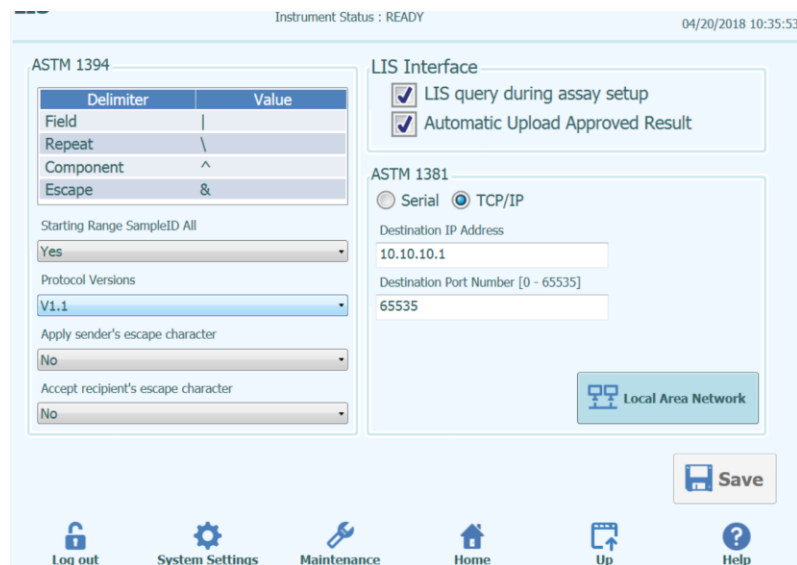 LIS
Instrument Status : READY
04/20/2018 10:35:53
ASTM 1394
Delimiter Value
Field |
Repeat \
Component ^
Escape &
Starting Range SampleID All
Yes
Protocol Versions
V1.1
Apply sender's escape character
No
Accept recipient's escape character
No
LIS Interface
LIS query during assay setup
Automatic Upload Approved Result
ASTM 1381
Serial TCP/IP
Destination IP Address
10.10.10.1
Destination Port Number [0 - 65535]
65535
Local Area Network
Save
Log out System Settings Maintenance Home Up Help